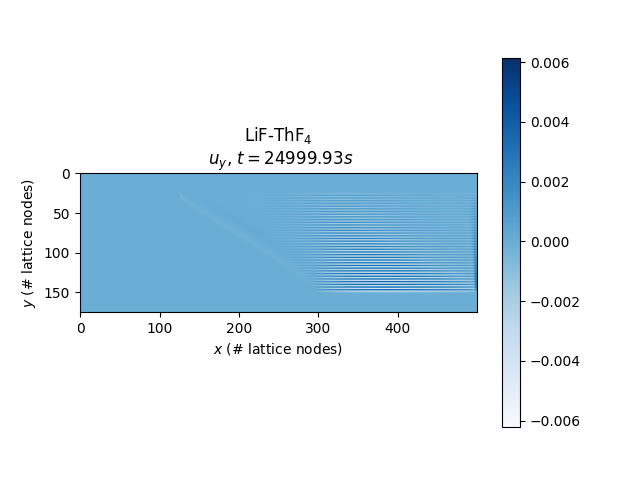 LiF-ThF₄
u_y, t = 24999.93s
0
50
100
150
y (# lattice nodes)
0 100 200 300 400
x (# lattice nodes)
0.006
0.004
0.002
0.000
−0.002
−0.004
−0.006